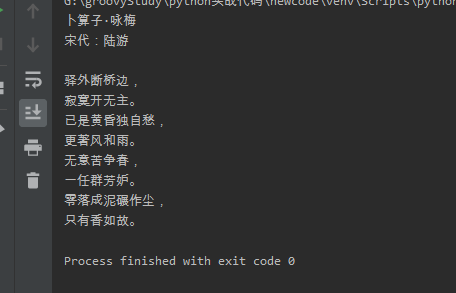 G:\groovyStudy\python实战代码\newcode\venv\Scripts\python
卜算子·咏梅
宋代：陆游
驿外断桥边，
寂寞开无主。
已是黄昏独自愁，
更著风和雨。
无意苦争春，
一任群芳妒。
零落成泥碾作尘，
只有香如故。
Process finished with exit code 0